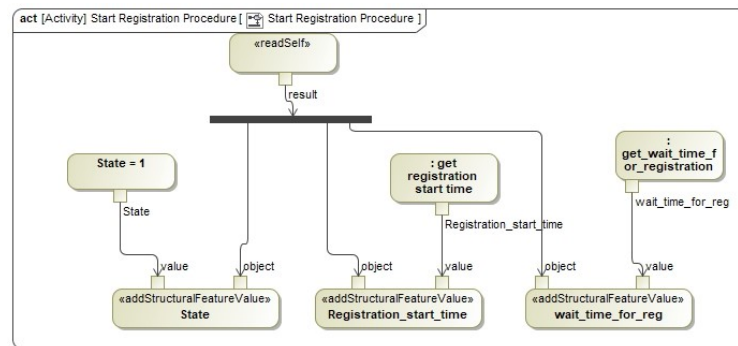 act [Activity] Start Registration Procedure [ Start Registration Procedure ]
«readSelf»
result
State = 1
State
: get
registration
start time
Registration_start_time
:
get_wait_time_f
or_registration
wait_time_for_reg
value
object
object
value
object
value
«addStructuralFeatureValue»
State
«addStructuralFeatureValue»
Registration_start_time
«addStructuralFeatureValue»
wait_time_for_reg